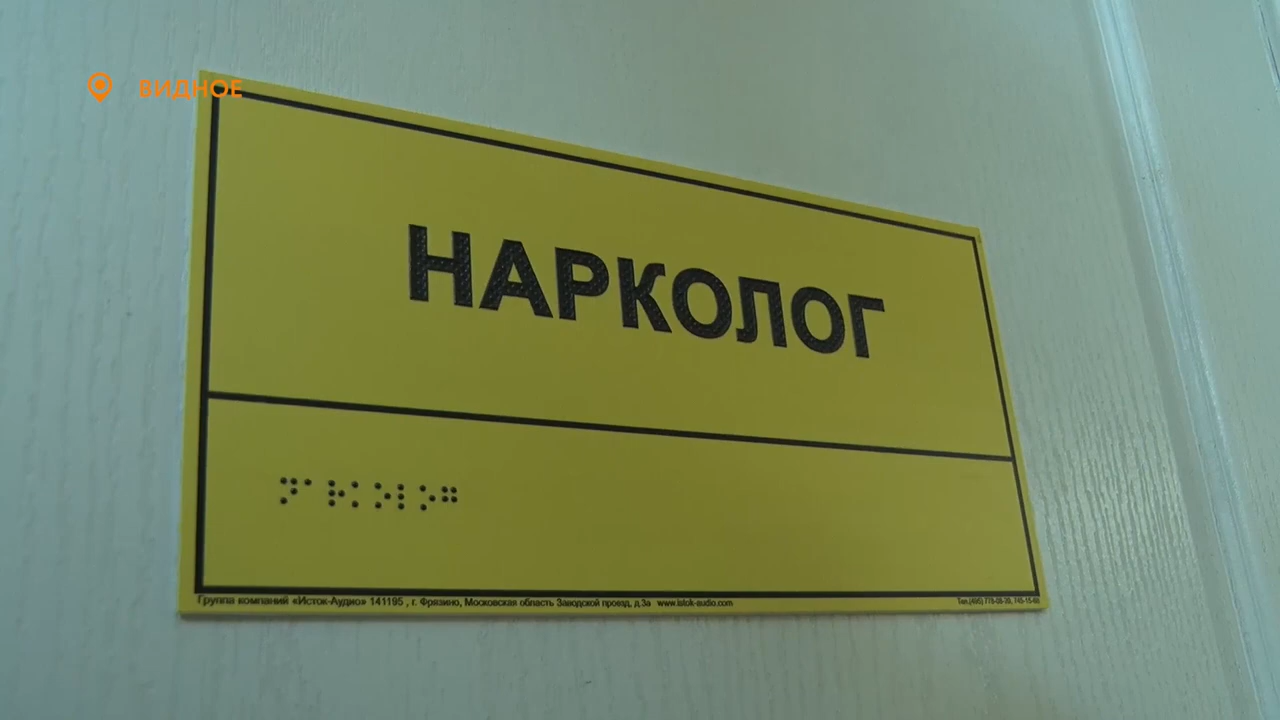 ВИДНОЕ
НАРКОЛОГ
⠝⠁⠗⠅⠕⠇⠕⠛
Группа компаний «Исток-Аудио» 141195 , г. Фрязино, Московская область Заводской проезд, д.3а www.istok-audio.com